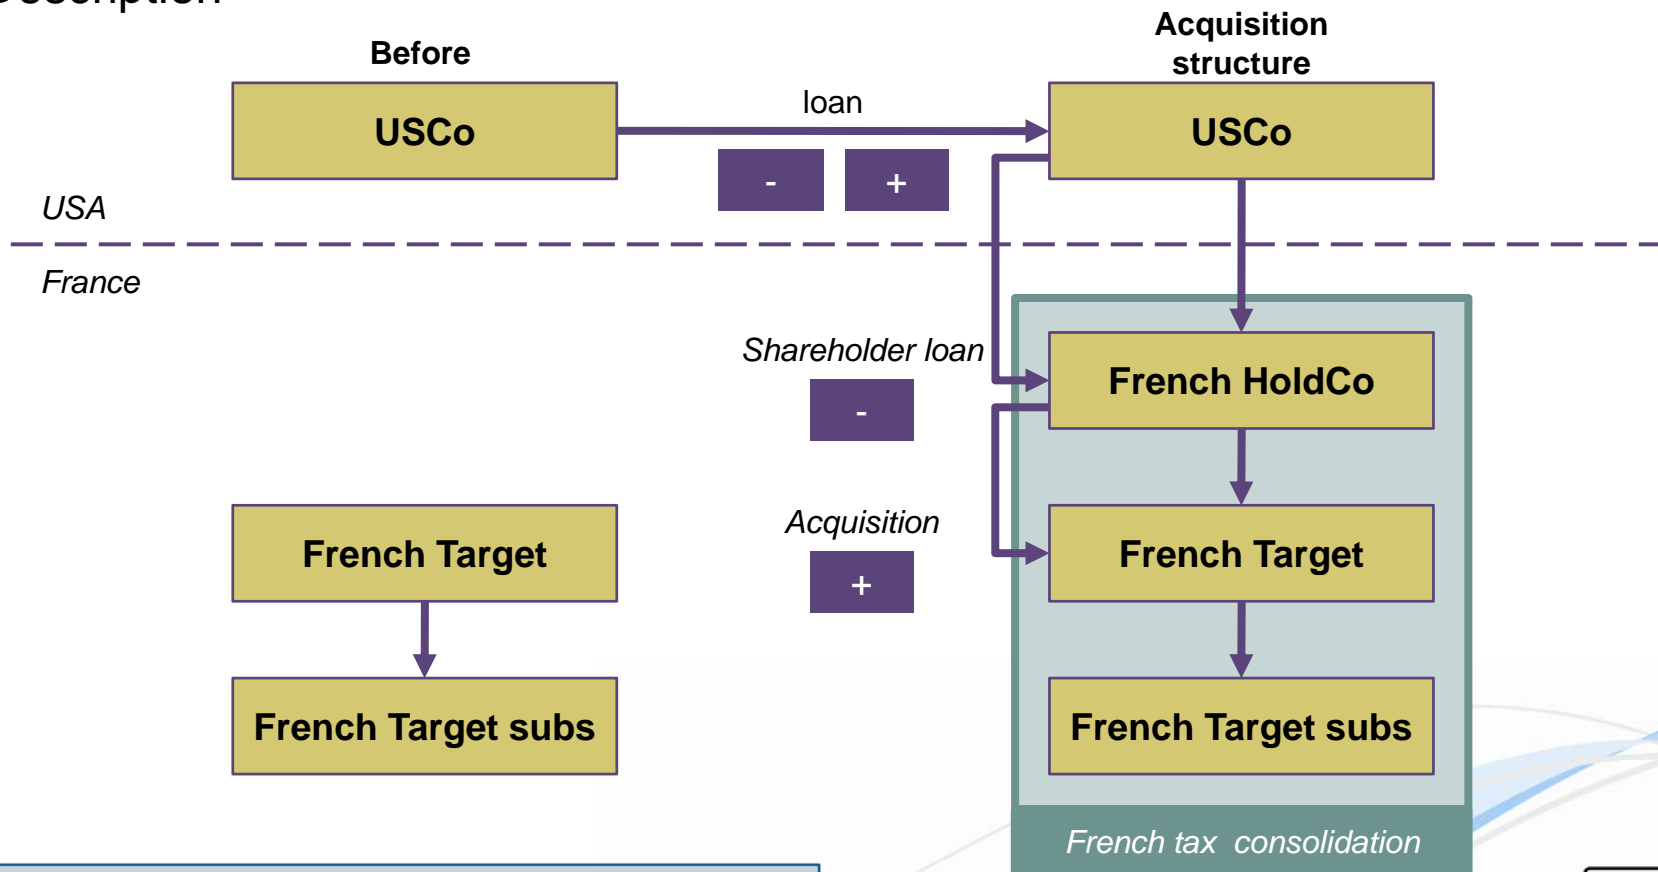 Description
Before
Acquisition
structure
USCo
loan
USCo
-
+
USA
France
Shareholder loan
French HoldCo
-
Acquisition
French Target
French Target
+
French Target subs
French Target subs
French tax consolidation